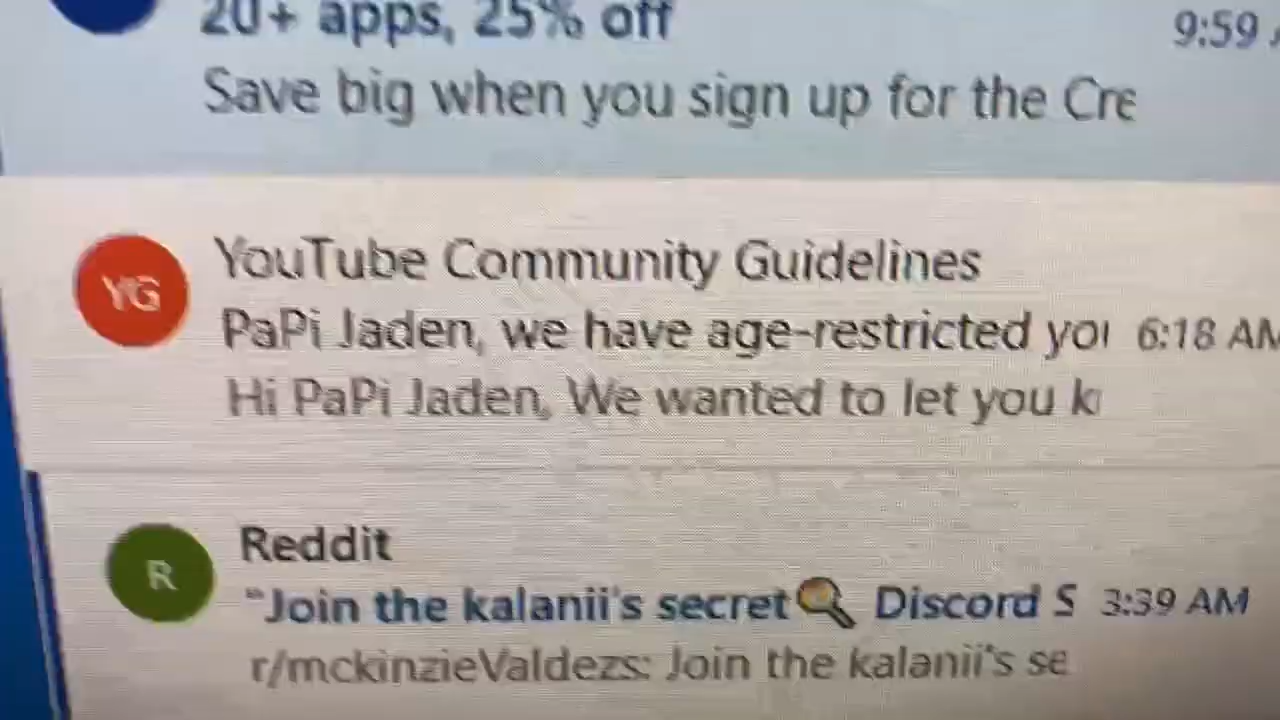 20+ apps, 25% off
9:59
Save big when you sign up for the Cre
YG
YouTube Community Guidelines
PaPi Jaden, we have age-restricted you 6:18 AM
Hi PaPi Jaden, We wanted to let you k
R
Reddit
"Join the kalanii's secret🔍 Discord S 3:39 AM
r/mckinzieValdezs: Join the kalanii's se